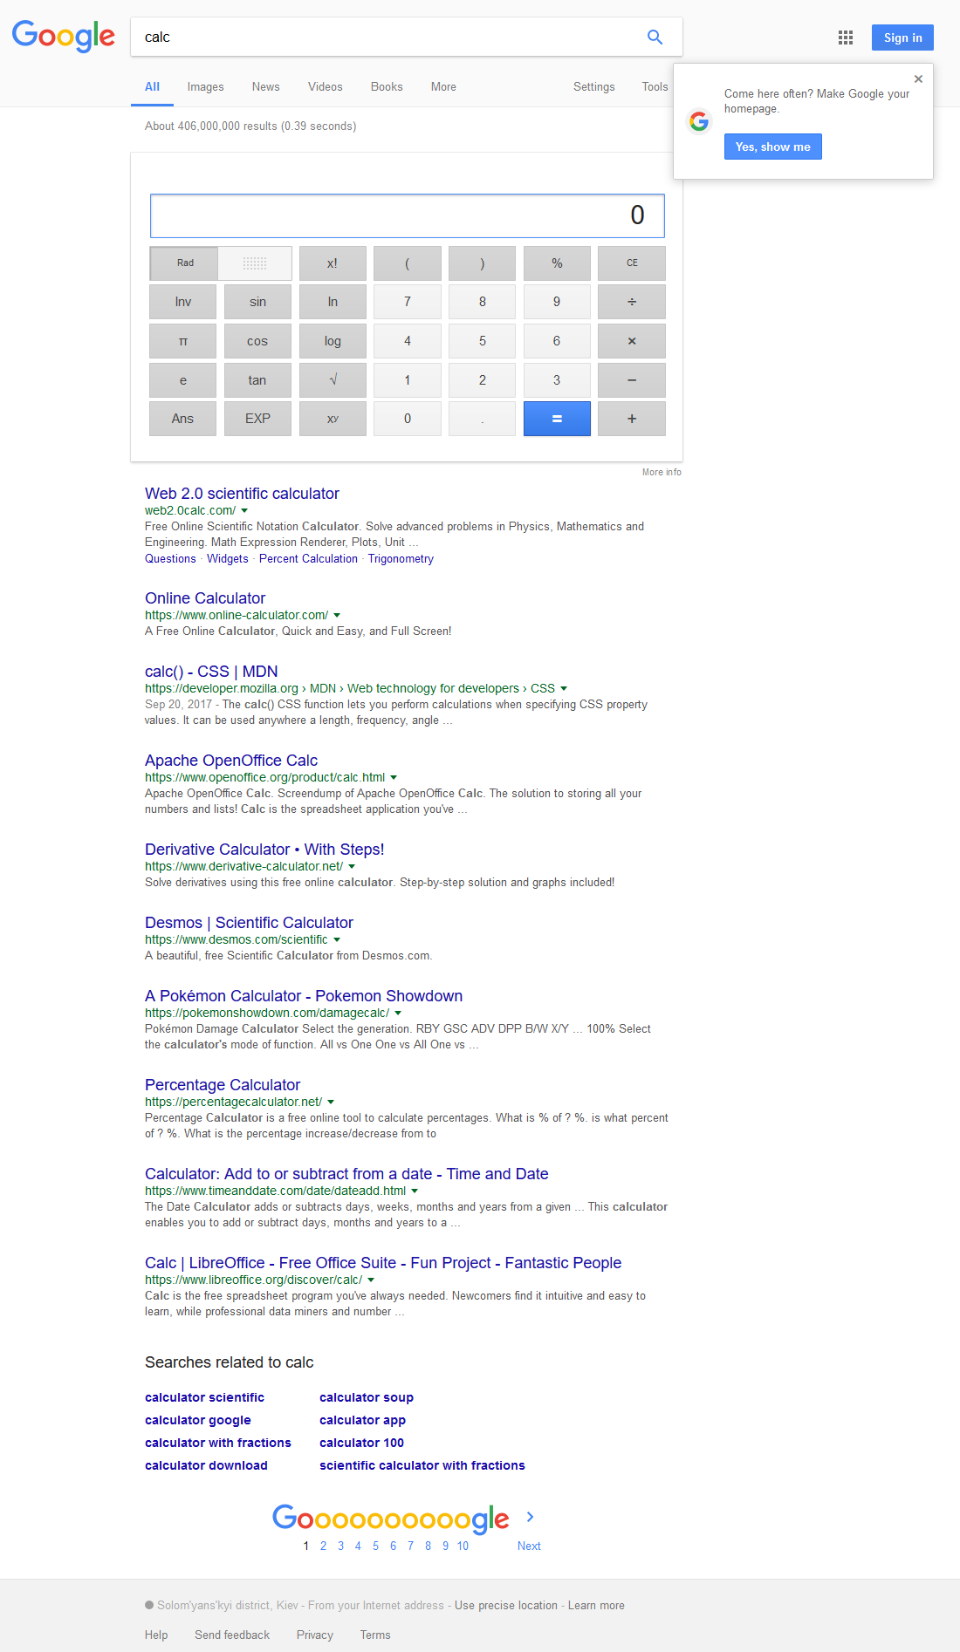 Google
calc
Sign in
All Images News Videos Books More Settings Tools
Come here often? Make Google your
homepage.
Yes, show me
About 406,000,000 results (0.39 seconds)
0
Rad x! ( ) % CE
Inv sin ln 7 8 9 ÷
π cos log 4 5 6 ×
e tan √ 1 2 3 −
Ans EXP xʸ 0 . = +
More info
Web 2.0 scientific calculator
web2.0calc.com/
Free Online Scientific Notation Calculator. Solve advanced problems in Physics, Mathematics and
Engineering. Math Expression Renderer, Plots, Unit ...
Questions · Widgets · Percent Calculation · Trigonometry
Online Calculator
https://www.online-calculator.com/
A Free Online Calculator, Quick and Easy, and Full Screen!
calc() - CSS | MDN
https://developer.mozilla.org › MDN › Web technology for developers › CSS
Sep 20, 2017 - The calc() CSS function lets you perform calculations when specifying CSS property
values. It can be used anywhere a length, frequency, angle ...
Apache OpenOffice Calc
https://www.openoffice.org/product/calc.html
Apache OpenOffice Calc. Screendump of Apache OpenOffice Calc. The solution to storing all your
numbers and lists! Calc is the spreadsheet application you've ...
Derivative Calculator • With Steps!
https://www.derivative-calculator.net/
Solve derivatives using this free online calculator. Step-by-step solution and graphs included!
Desmos | Scientific Calculator
https://www.desmos.com/scientific
A beautiful, free Scientific Calculator from Desmos.com.
A Pokémon Calculator - Pokemon Showdown
https://pokemonshowdown.com/damagecalc/
Pokémon Damage Calculator Select the generation. RBY GSC ADV DPP B/W X/Y ... 100% Select
the calculator's mode of function. All vs One One vs All One vs ...
Percentage Calculator
https://percentagecalculator.net/
Percentage Calculator is a free online tool to calculate percentages. What is % of ? %. is what percent
of ? %. What is the percentage increase/decrease from to
Calculator: Add to or subtract from a date - Time and Date
https://www.timeanddate.com/date/dateadd.html
The Date Calculator adds or subtracts days, weeks, months and years from a given ... This calculator
enables you to add or subtract days, months and years to a ...
Calc | LibreOffice - Free Office Suite - Fun Project - Fantastic People
https://www.libreoffice.org/discover/calc/
Calc is the free spreadsheet program you've always needed. Newcomers find it intuitive and easy to
learn, while professional data miners and number ...
Searches related to calc
calculator scientific calculator soup
calculator google calculator app
calculator with fractions calculator 100
calculator download scientific calculator with fractions
Goooooooooogle >
1 2 3 4 5 6 7 8 9 10 Next
Solom'yans'kyi district, Kiev - From your Internet address - Use precise location - Learn more
Help Send feedback Privacy Terms